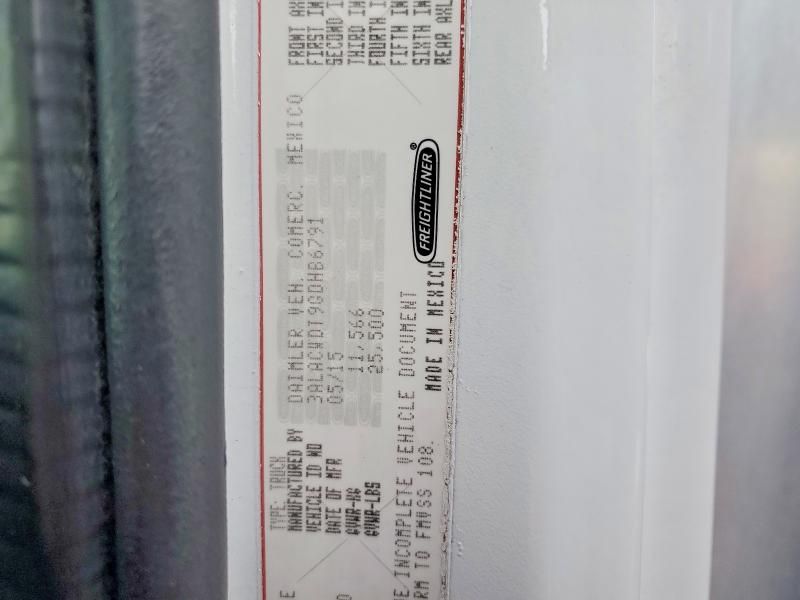 TYPE: TRUCK
MANUFACTURED BY DAIMLER VEH. COMERC. MEXICO
VEHICLE ID NO 3ALACWDT9GDHB6791
DATE OF MFR 05/15
GVWR-KG 11,566
GVWR-LBS 25,500
E INCOMPLETE VEHICLE DOCUMENT
RM TO FMVSS 108.
MADE IN MEXICO
FREIGHTLINER®
FRONT AX
FIRST IN
SECOND I
THIRD IN
FOURTH I
FIFTH IN
SIXTH IN
REAR AXL